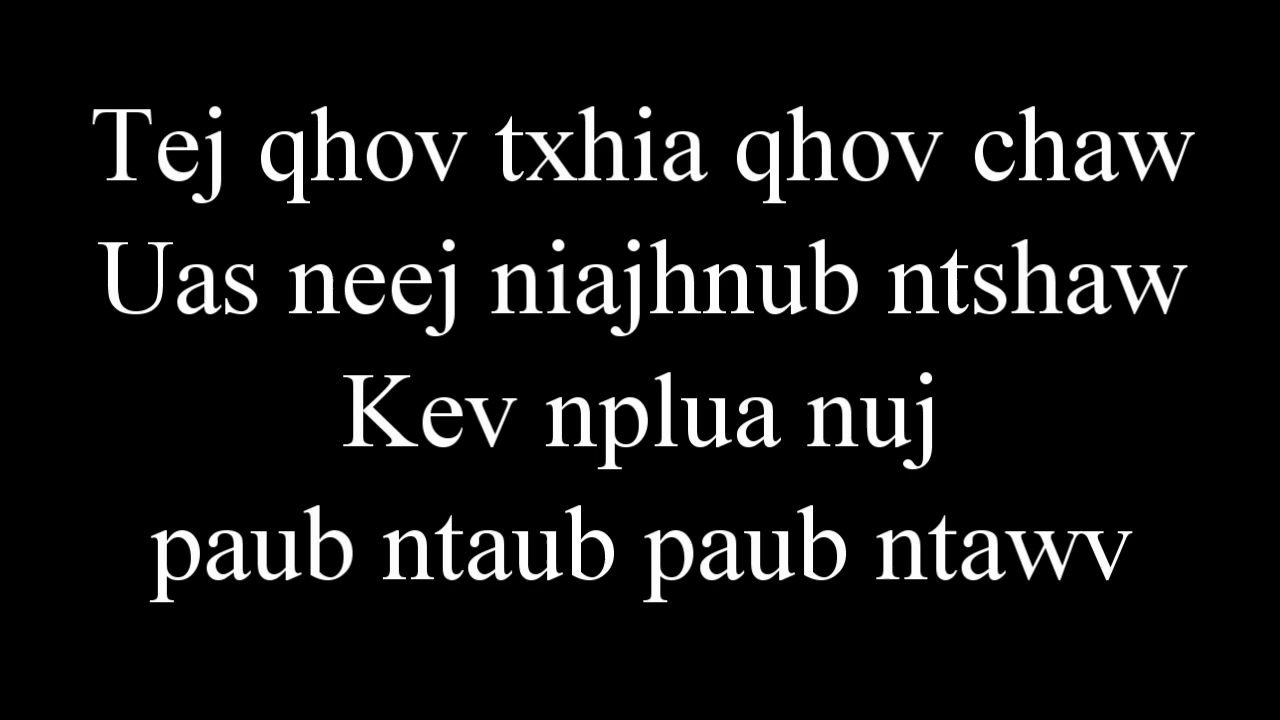 Tej qhov txhia qhov chaw
Uas neej niajhnub ntshaw
Kev nplua nuj
paub ntaub paub ntawv